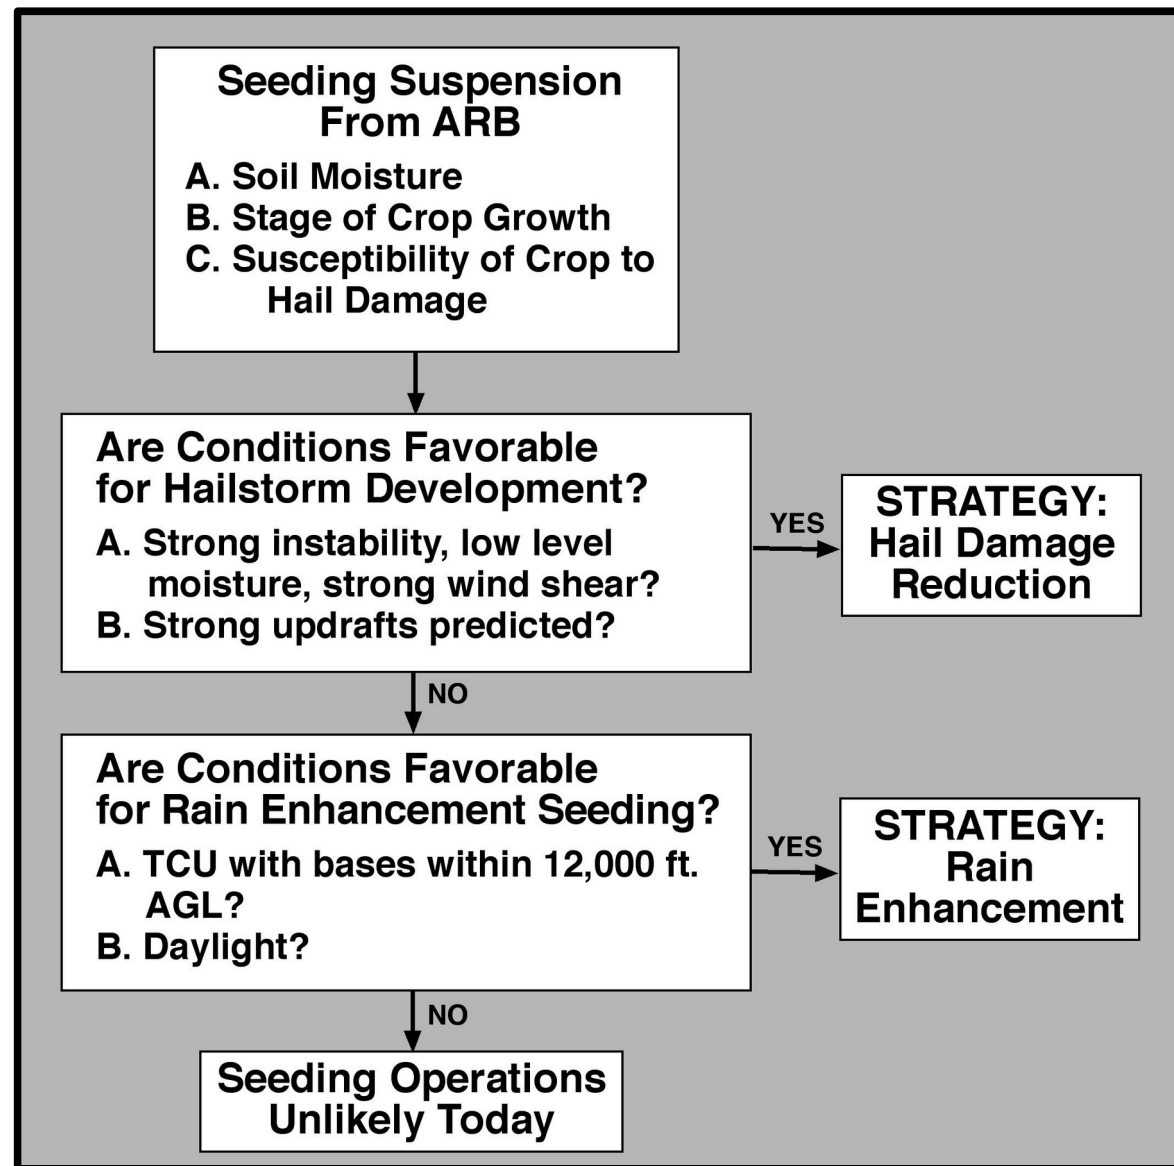 Seeding Suspension
From ARB
A. Soil Moisture
B. Stage of Crop Growth
C. Susceptibility of Crop to
Hail Damage
Are Conditions Favorable
for Hailstorm Development?
A. Strong instability, low level
moisture, strong wind shear?
B. Strong updrafts predicted?
YES
STRATEGY:
Hail Damage
Reduction
NO
Are Conditions Favorable
for Rain Enhancement Seeding?
A. TCU with bases within 12,000 ft.
AGL?
B. Daylight?
YES
STRATEGY:
Rain
Enhancement
NO
Seeding Operations
Unlikely Today